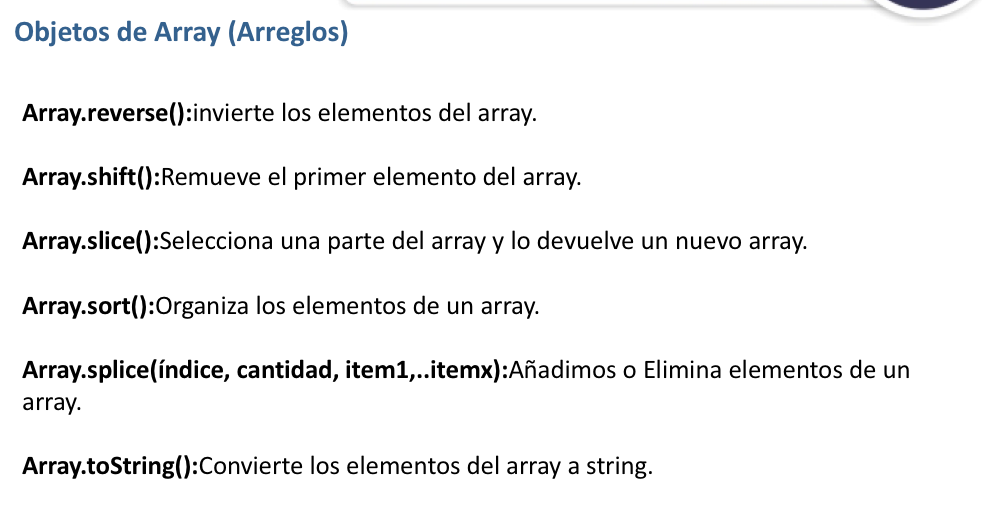 Objetos de Array (Arreglos)
Array.reverse():invierte los elementos del array.
Array.shift():Remueve el primer elemento del array.
Array.slice():Selecciona una parte del array y lo devuelve un nuevo array.
Array.sort():Organiza los elementos de un array.
Array.splice(índice, cantidad, item1,..itemx):Añadimos o Elimina elementos de un
array.
Array.toString():Convierte los elementos del array a string.